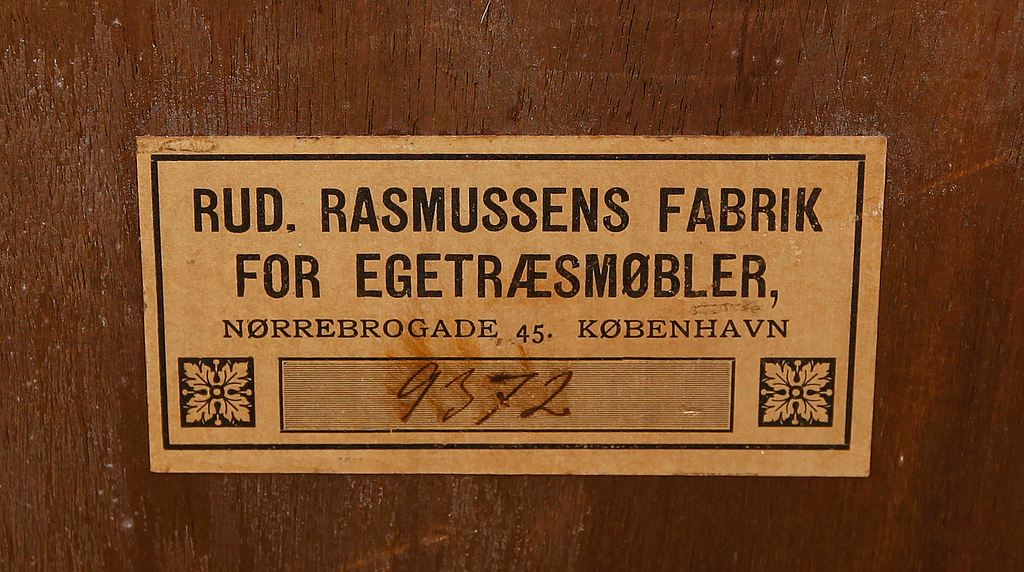 RUD. RASMUSSENS FABRIK
FOR EGETRÆSMØBLER,
NØRREBROGADE 45. KØBENHAVN
9372